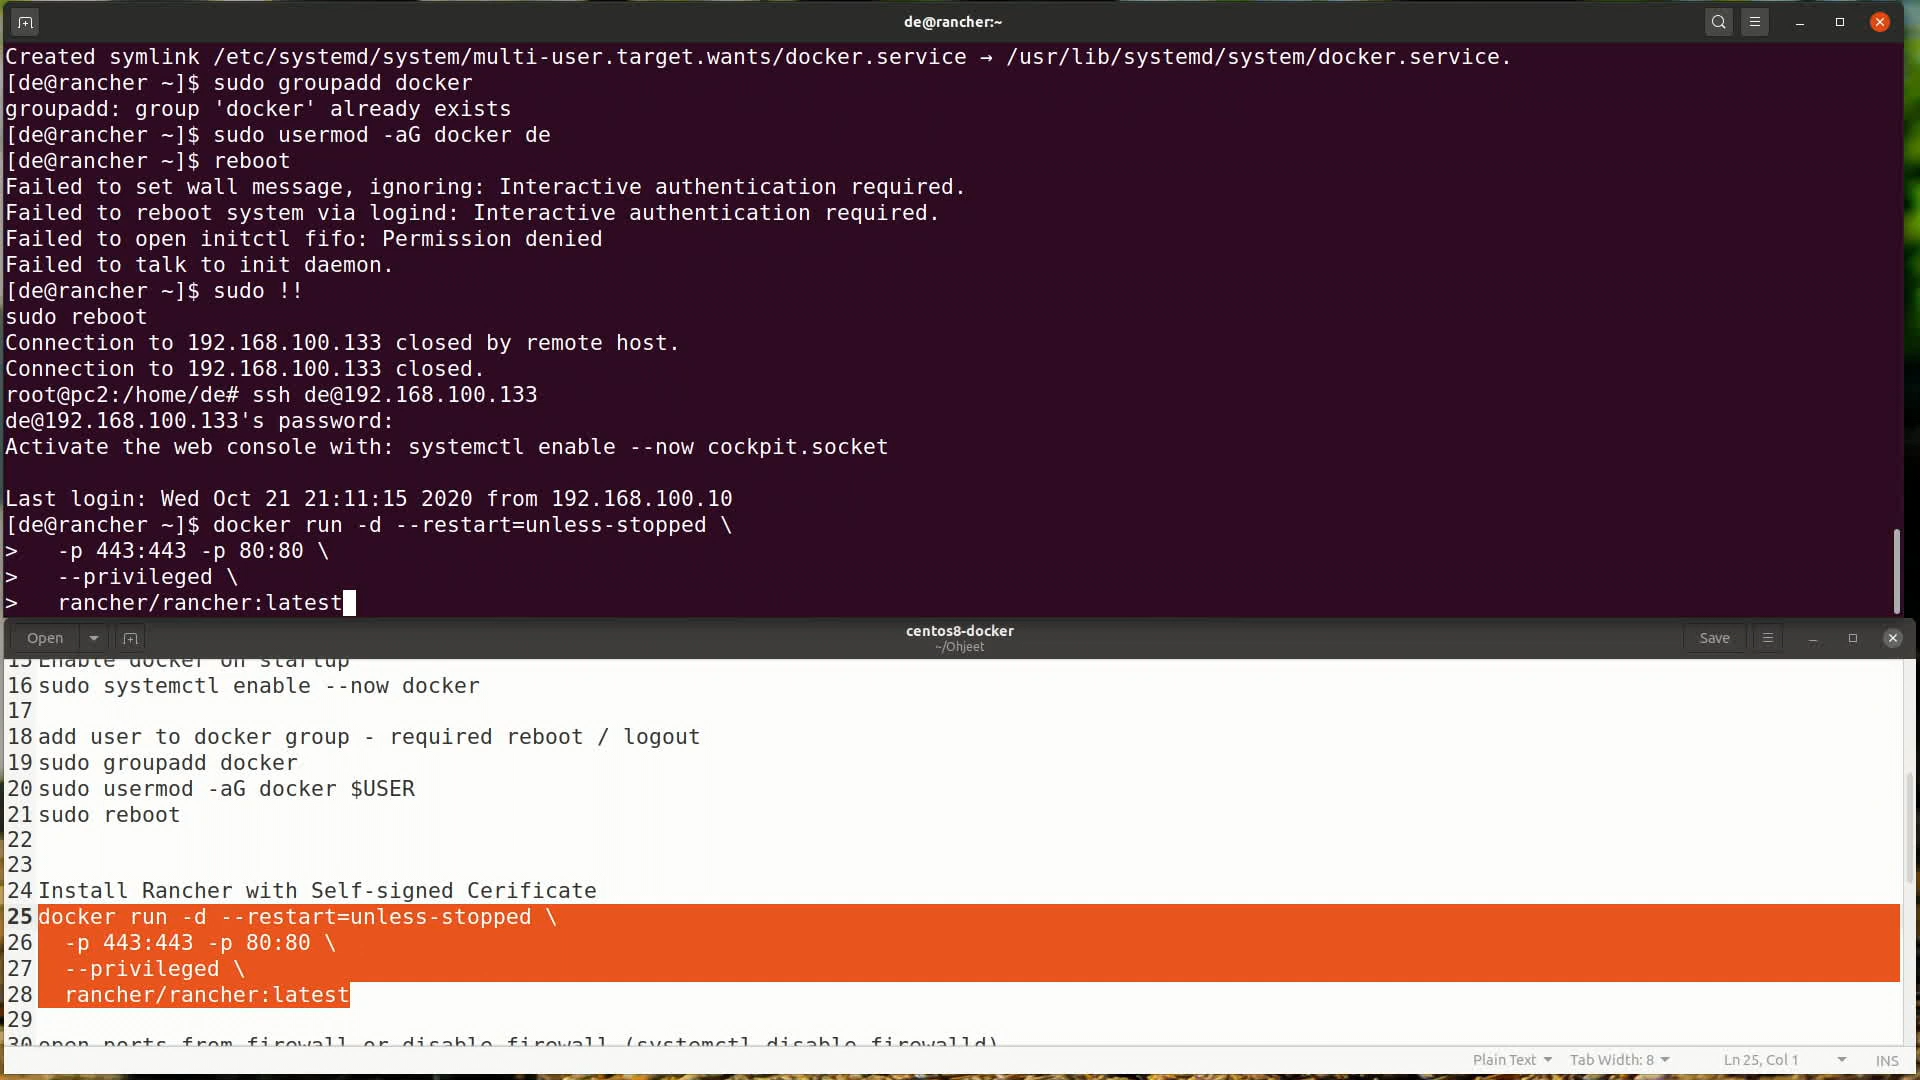 de@rancher:~
Created symlink /etc/systemd/system/multi-user.target.wants/docker.service → /usr/lib/systemd/system/docker.service.
[de@rancher ~]$ sudo groupadd docker
groupadd: group 'docker' already exists
[de@rancher ~]$ sudo usermod -aG docker de
[de@rancher ~]$ reboot
Failed to set wall message, ignoring: Interactive authentication required.
Failed to reboot system via logind: Interactive authentication required.
Failed to open initctl fifo: Permission denied
Failed to talk to init daemon.
[de@rancher ~]$ sudo !!
sudo reboot
Connection to 192.168.100.133 closed by remote host.
Connection to 192.168.100.133 closed.
root@pc2:/home/de# ssh de@192.168.100.133
de@192.168.100.133's password:
Activate the web console with: systemctl enable --now cockpit.socket
Last login: Wed Oct 21 21:11:15 2020 from 192.168.100.10
[de@rancher ~]$ docker run -d --restart=unless-stopped \
>   -p 443:443 -p 80:80 \
>   --privileged \
>   rancher/rancher:latest
Open
centos8-docker
~/Ohjeet
Save
15 Enable docker on startup
16 sudo systemctl enable --now docker
17
18 add user to docker group - required reboot / logout
19 sudo groupadd docker
20 sudo usermod -aG docker $USER
21 sudo reboot
22
23
24 Install Rancher with Self-signed Cerificate
25 docker run -d --restart=unless-stopped \
26   -p 443:443 -p 80:80 \
27   --privileged \
28   rancher/rancher:latest
29
30 open ports from firewall or disable firewall (systemctl disable firewalld)
Plain Text Tab Width: 8 Ln 25, Col 1 INS